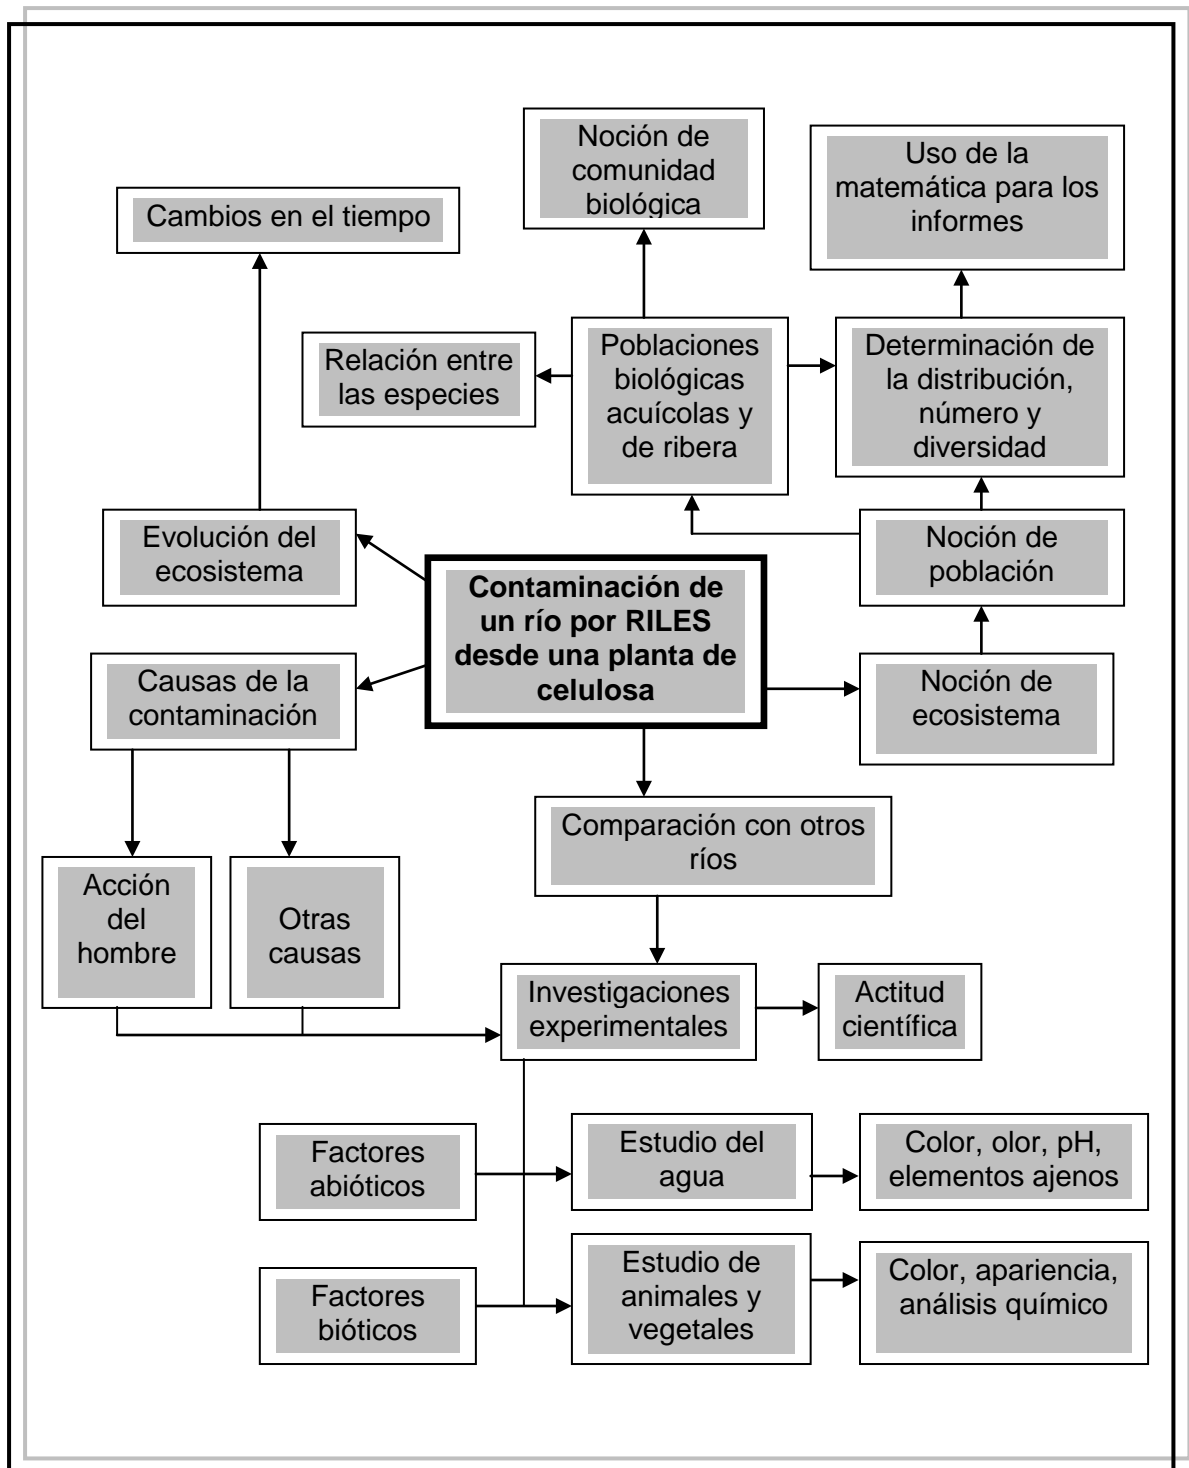 Noción de
comunidad
biológica
Uso de la
matemática para los
informes
Cambios en el tiempo
Relación entre
las especies
Poblaciones
biológicas
acuícolas y
de ribera
Determinación de
la distribución,
número y
diversidad
Evolución del
ecosistema
Contaminación de
un río por RILES
desde una planta de
celulosa
Noción de
población
Causas de la
contaminación
Noción de
ecosistema
Comparación con otros
ríos
Acción
del
hombre
Otras
causas
Investigaciones
experimentales
Actitud
científica
Factores
abióticos
Estudio del
agua
Color, olor, pH,
elementos ajenos
Factores
bióticos
Estudio de
animales y
vegetales
Color, apariencia,
análisis químico